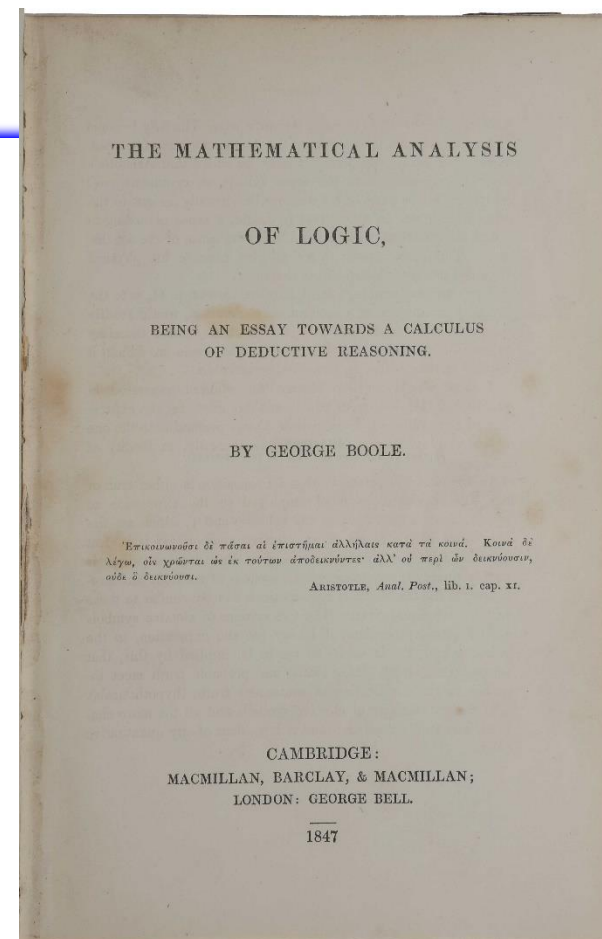 THE MATHEMATICAL ANALYSIS
OF LOGIC,
BEING AN ESSAY TOWARDS A CALCULUS
OF DEDUCTIVE REASONING.
BY GEORGE BOOLE.
Ἐπικοινωνοῦσι δὲ πᾶσαι αἱ ἐπιστῆμαι ἀλλήλαις κατὰ τὰ κοινά. Κοινὰ δὲ
λέγω, οἷς χρῶνται ὡς ἐκ τούτων ἀποδεικνύντες· ἀλλ' οὐ περὶ ὧν δεικνύουσιν,
οὐδὲ ὃ δεικνύουσι.
ARISTOTLE, Anal. Post., lib. I. cap. XI.
CAMBRIDGE:
MACMILLAN, BARCLAY, & MACMILLAN;
LONDON: GEORGE BELL.
1847